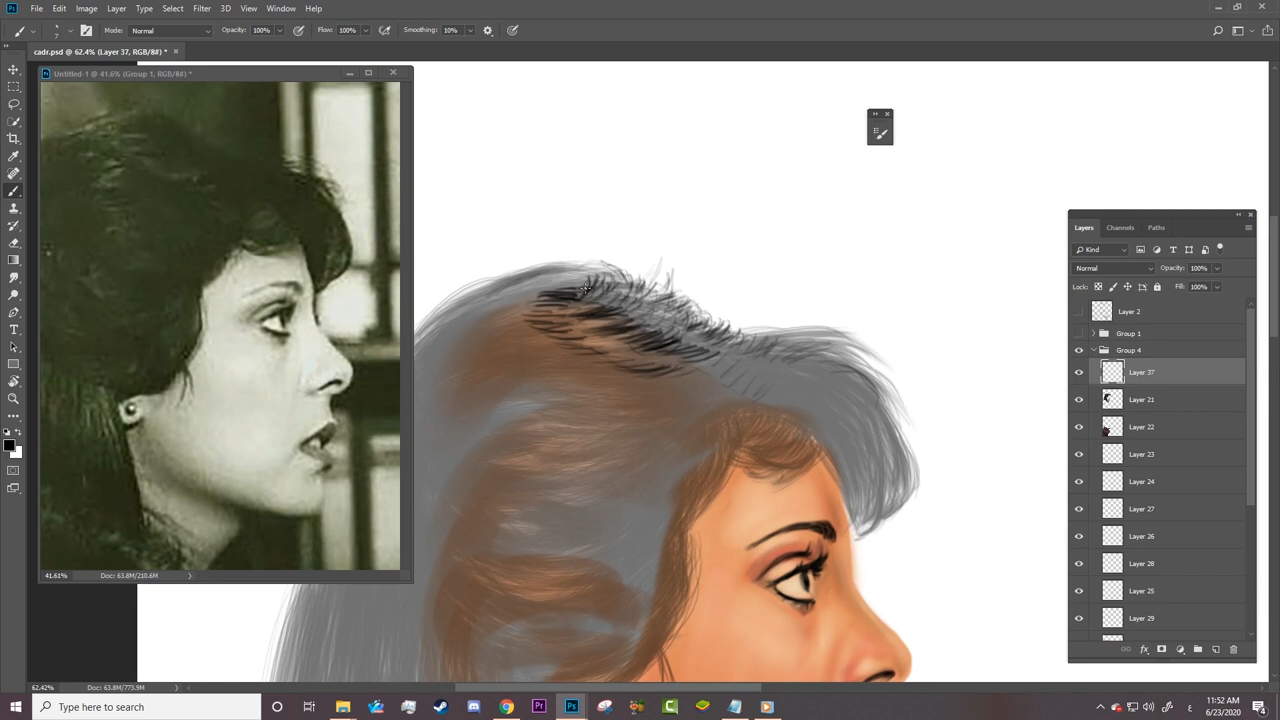 File Edit Image Layer Type Select Filter 3D View Window Help
7 Mode: Normal Opacity: 100% Flow: 100% Smoothing: 10%
cadr.psd @ 62.4% (Layer 37, RGB/8#) *
Untitled-1 @ 41.6% (Group 1, RGB/8#) *
Layers Channels Paths
Kind
Normal Opacity: 100%
Lock: Fill: 100%
Layer 2
Group 1
Group 4
Layer 37
Layer 21
Layer 22
Layer 23
Layer 24
Layer 27
Layer 26
Layer 28
Layer 25
Layer 29
41.61% Doc: 63.8M/210.6M
62.42% Doc: 63.8M/773.9M
Type here to search
11:52 AM
6/23/2020